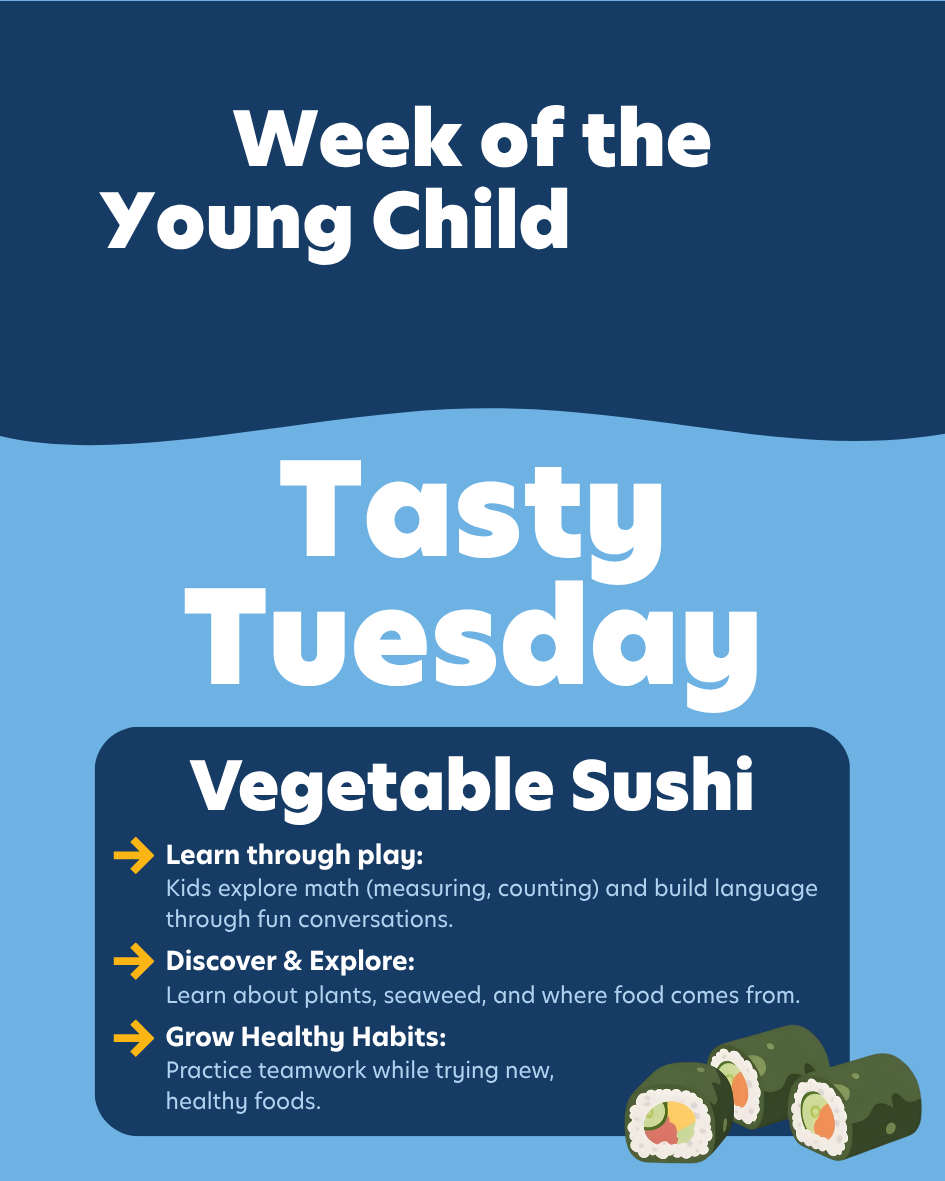 Week of the
Young Child
Tasty
Tuesday
Vegetable Sushi
Learn through play:
Kids explore math (measuring, counting) and build language
through fun conversations.
Discover & Explore:
Learn about plants, seaweed, and where food comes from.
Grow Healthy Habits:
Practice teamwork while trying new,
healthy foods.